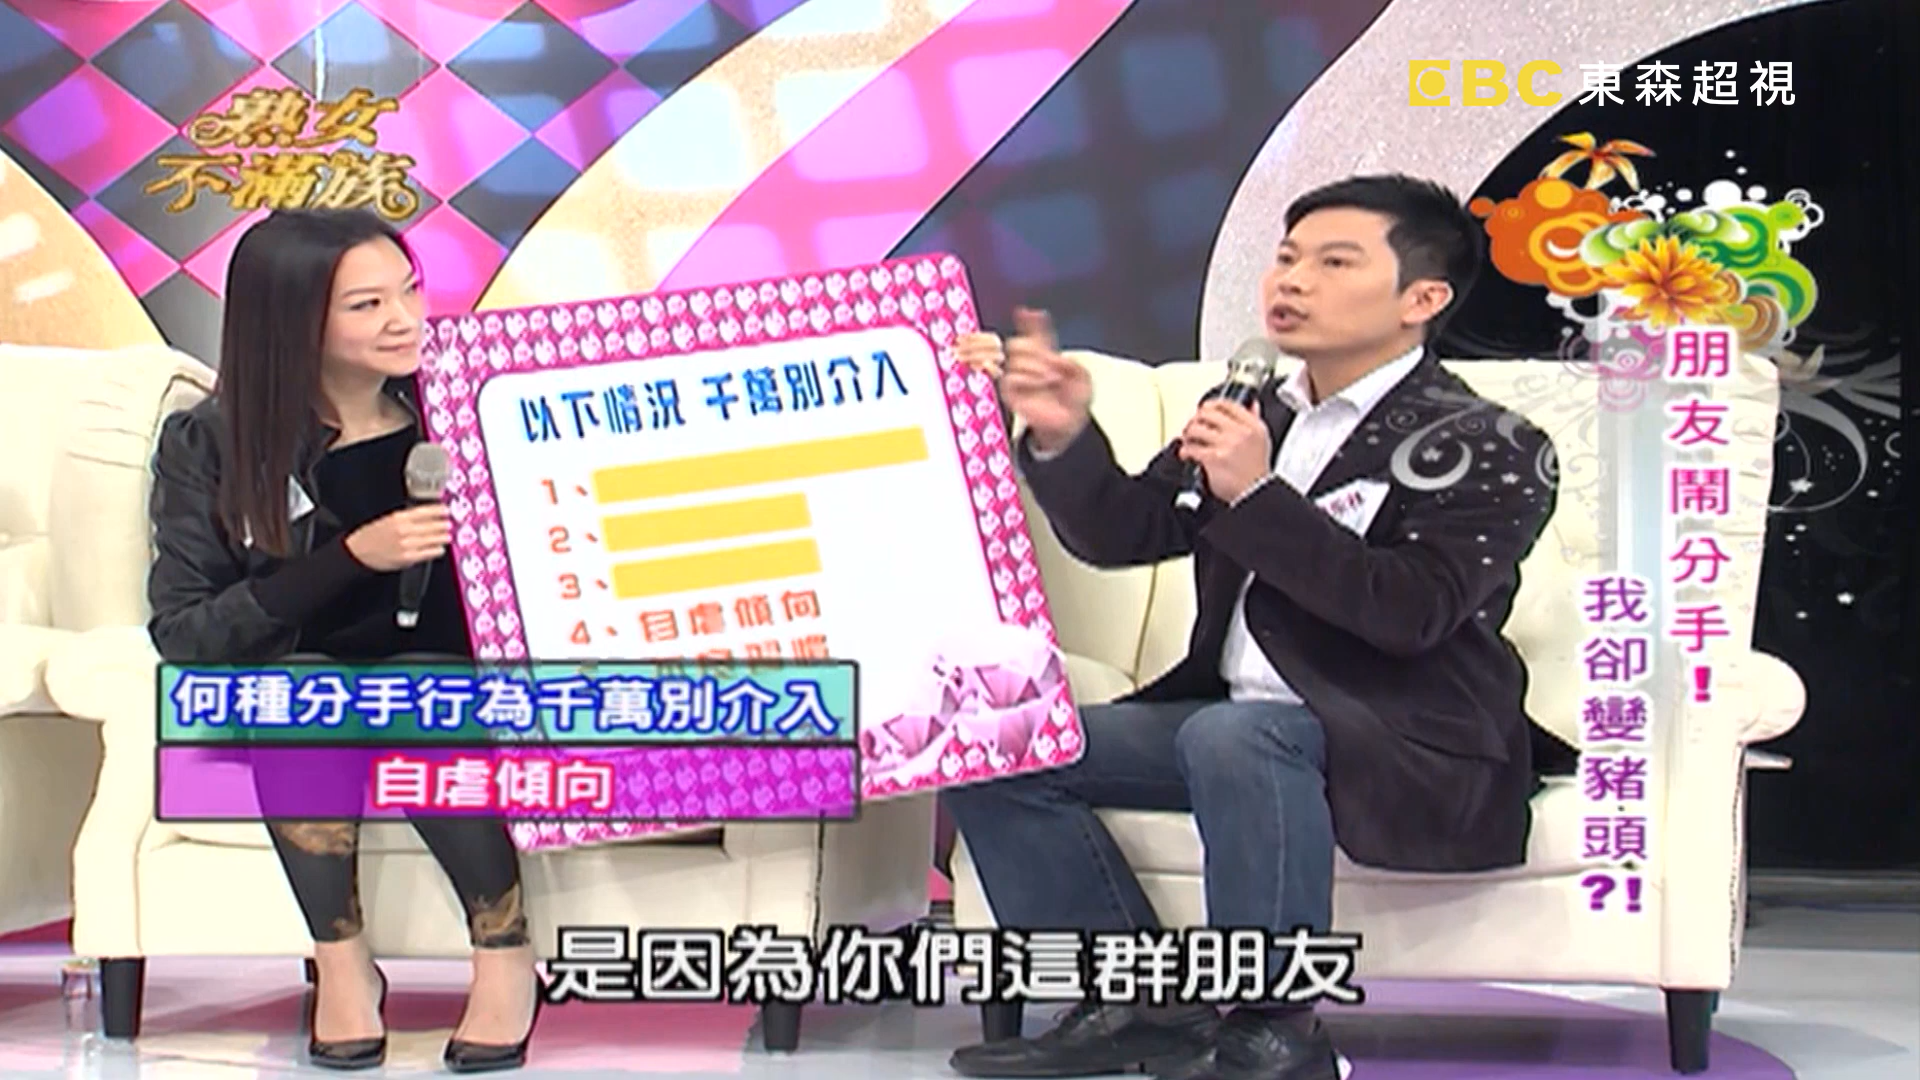 EBC 東森超視
熟女
不滿族
以下情況 千萬別介入
1、
2、
3、
4、自虐傾向
朋友鬧分手!
我卻變豬頭?!
何種分手行為千萬別介入
自虐傾向
是因為你們這群朋友